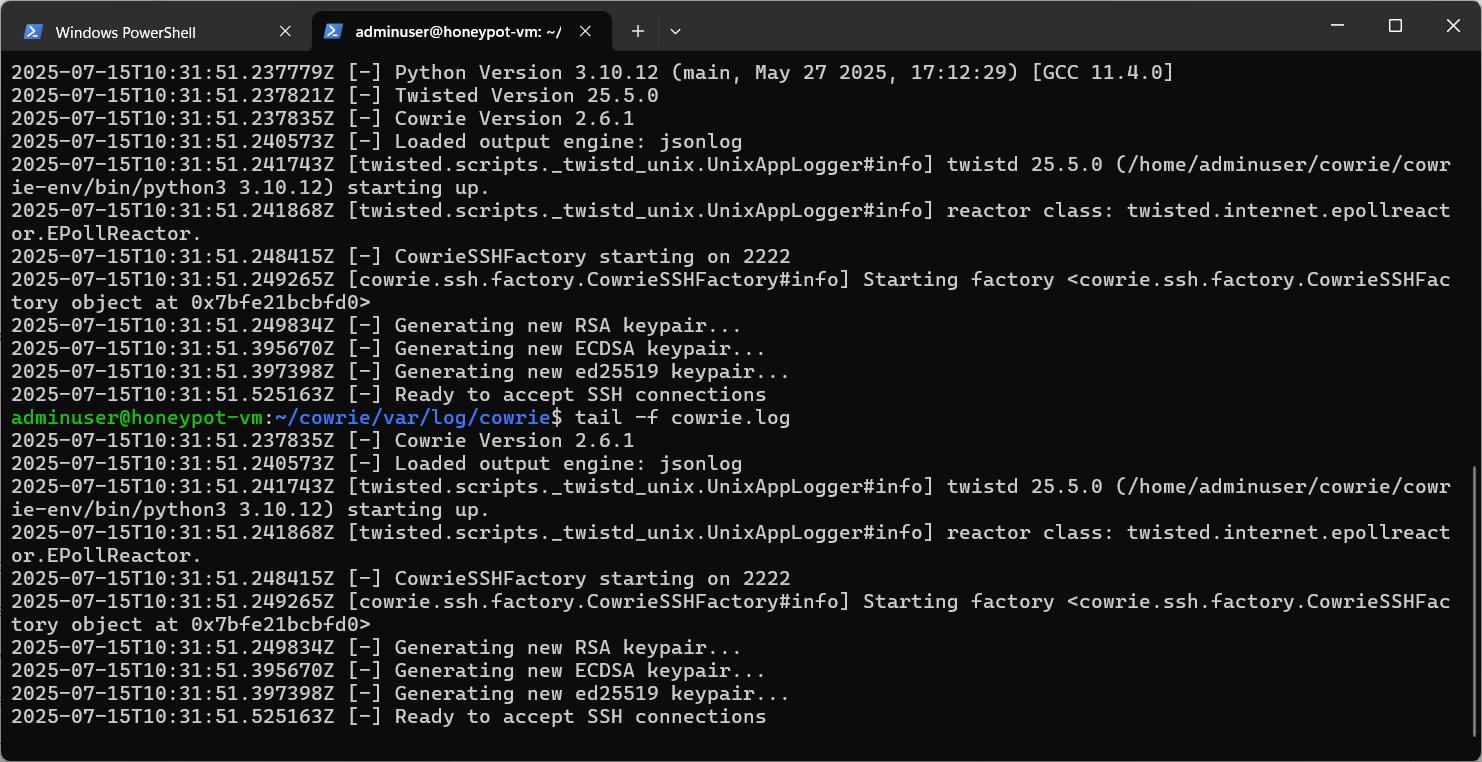 Windows PowerShell
adminuser@honeypot-vm: ~/
2025-07-15T10:31:51.237779Z [-] Python Version 3.10.12 (main, May 27 2025, 17:12:29) [GCC 11.4.0]
2025-07-15T10:31:51.237821Z [-] Twisted Version 25.5.0
2025-07-15T10:31:51.237835Z [-] Cowrie Version 2.6.1
2025-07-15T10:31:51.240573Z [-] Loaded output engine: jsonlog
2025-07-15T10:31:51.241743Z [twisted.scripts._twistd_unix.UnixAppLogger#info] twistd 25.5.0 (/home/adminuser/cowrie/cowr
ie-env/bin/python3 3.10.12) starting up.
2025-07-15T10:31:51.241868Z [twisted.scripts._twistd_unix.UnixAppLogger#info] reactor class: twisted.internet.epollreact
or.EPollReactor.
2025-07-15T10:31:51.248415Z [-] CowrieSSHFactory starting on 2222
2025-07-15T10:31:51.249265Z [cowrie.ssh.factory.CowrieSSHFactory#info] Starting factory <cowrie.ssh.factory.CowrieSSHFac
tory object at 0x7bfe21bcbfd0>
2025-07-15T10:31:51.249834Z [-] Generating new RSA keypair...
2025-07-15T10:31:51.395670Z [-] Generating new ECDSA keypair...
2025-07-15T10:31:51.397398Z [-] Generating new ed25519 keypair...
2025-07-15T10:31:51.525163Z [-] Ready to accept SSH connections
adminuser@honeypot-vm:~/cowrie/var/log/cowrie$ tail -f cowrie.log
2025-07-15T10:31:51.237835Z [-] Cowrie Version 2.6.1
2025-07-15T10:31:51.240573Z [-] Loaded output engine: jsonlog
2025-07-15T10:31:51.241743Z [twisted.scripts._twistd_unix.UnixAppLogger#info] twistd 25.5.0 (/home/adminuser/cowrie/cowr
ie-env/bin/python3 3.10.12) starting up.
2025-07-15T10:31:51.241868Z [twisted.scripts._twistd_unix.UnixAppLogger#info] reactor class: twisted.internet.epollreact
or.EPollReactor.
2025-07-15T10:31:51.248415Z [-] CowrieSSHFactory starting on 2222
2025-07-15T10:31:51.249265Z [cowrie.ssh.factory.CowrieSSHFactory#info] Starting factory <cowrie.ssh.factory.CowrieSSHFac
tory object at 0x7bfe21bcbfd0>
2025-07-15T10:31:51.249834Z [-] Generating new RSA keypair...
2025-07-15T10:31:51.395670Z [-] Generating new ECDSA keypair...
2025-07-15T10:31:51.397398Z [-] Generating new ed25519 keypair...
2025-07-15T10:31:51.525163Z [-] Ready to accept SSH connections